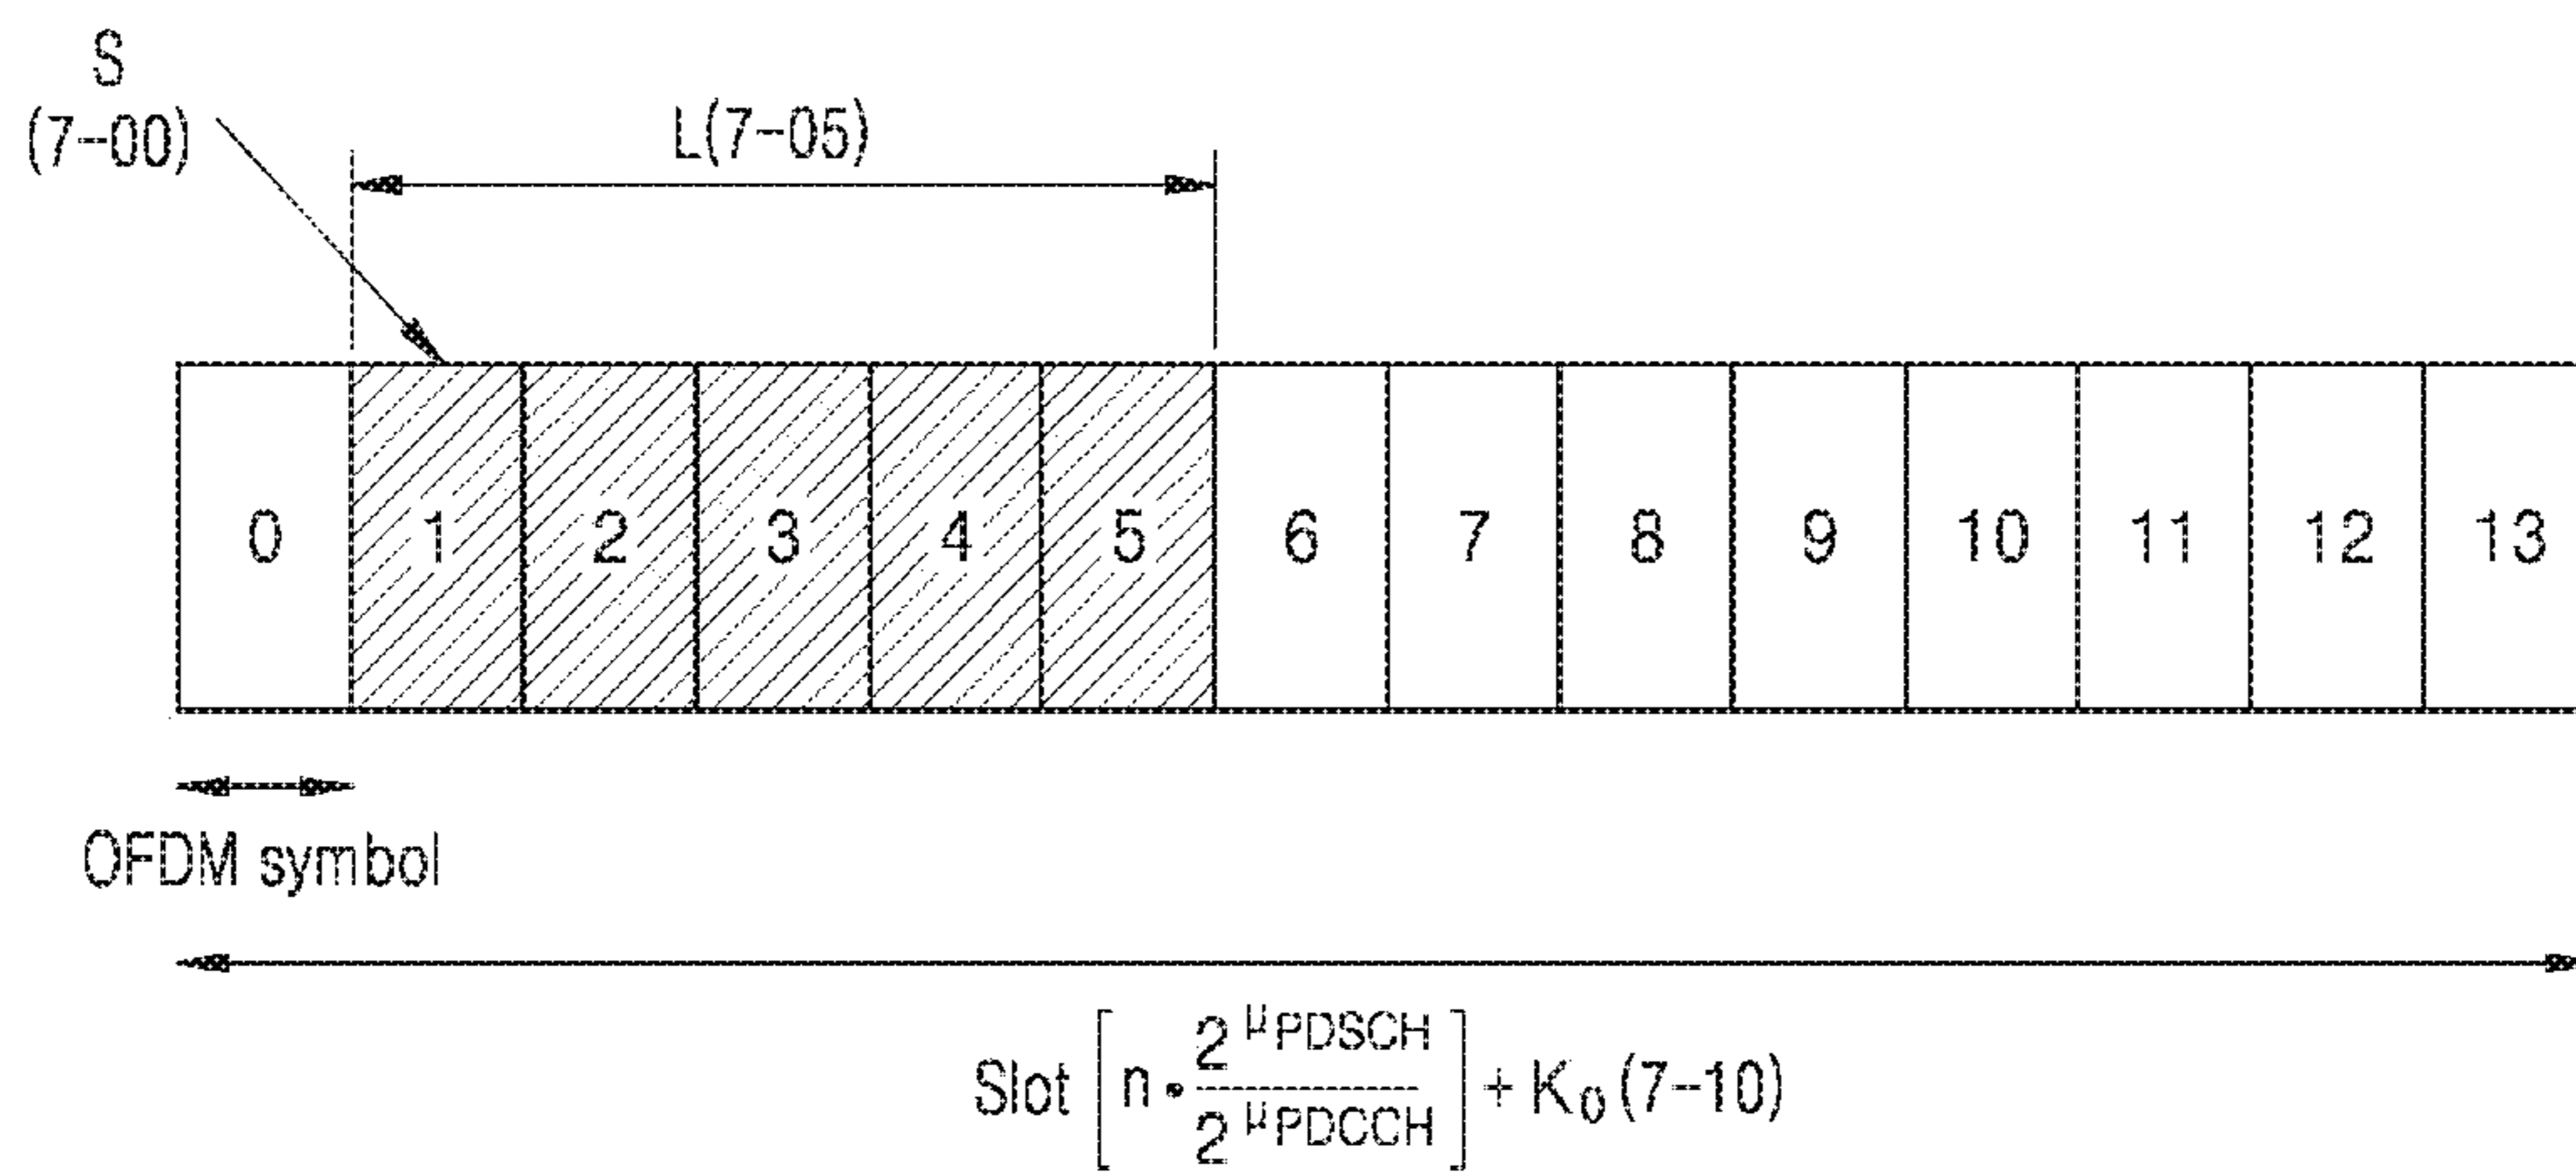 S
(7-00)
L(7-05)
0 1 2 3 4 5 6 7 8 9 10 11 12 13
OFDM symbol
Slot [n • 2^μPDSCH / 2^μPDCCH] + K₀ (7-10)